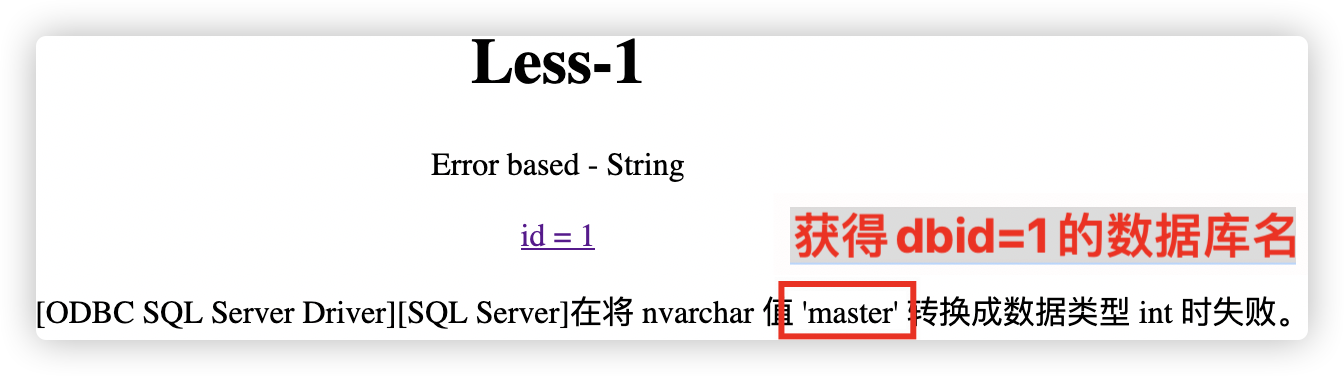 Less-1
Error based - String
id = 1
获得dbid=1的数据库名
[ODBC SQL Server Driver][SQL Server]在将 nvarchar 值 'master' 转换成数据类型 int 时失败。